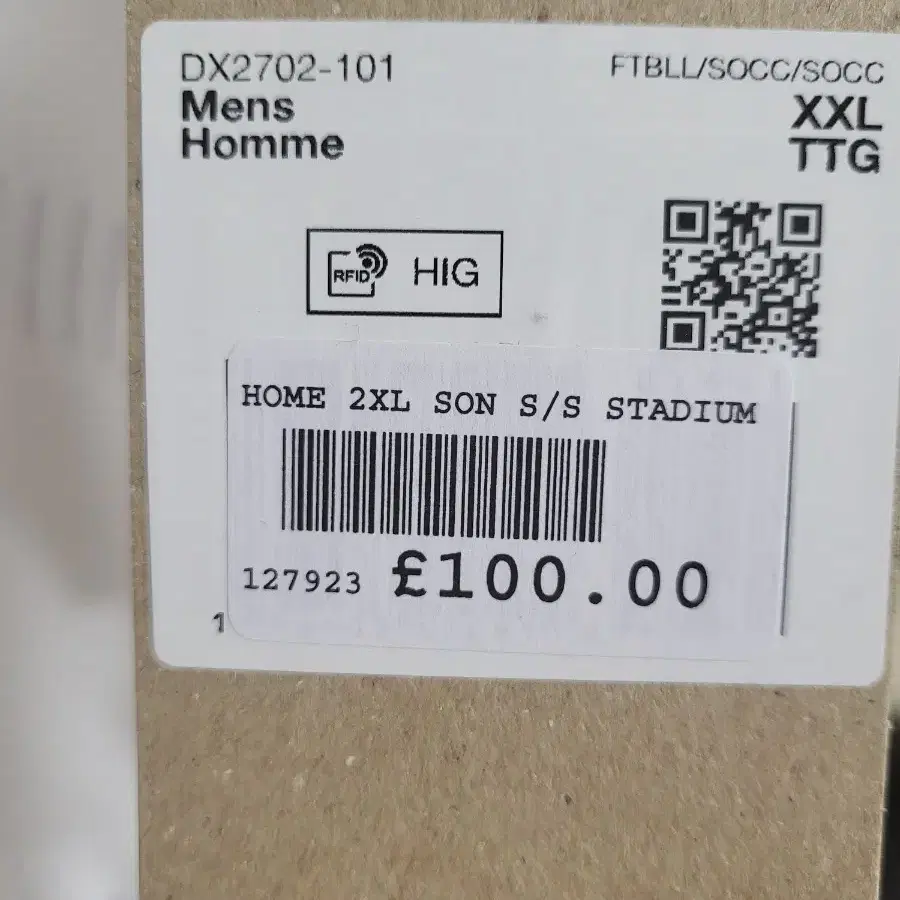 DX2702-101
FTBLL/SOCC/SOCC
Mens
XXL
Homme
TTG
RFID HIG
HOME 2XL SON S/S STADIUM
127923 £100.00
1